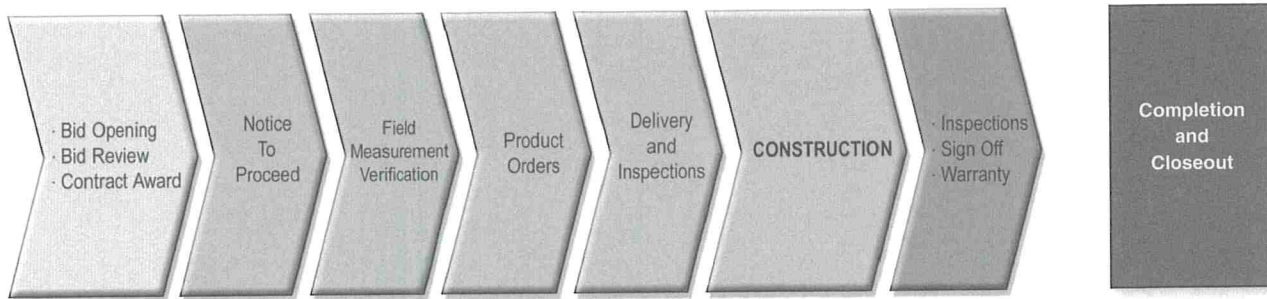 · Bid Opening
· Bid Review
· Contract Award
Notice
To
Proceed
Field
Measurement
Verification
Product
Orders
Delivery
and
Inspections
CONSTRUCTION
· Inspections
· Sign Off
· Warranty
Completion
and
Closeout